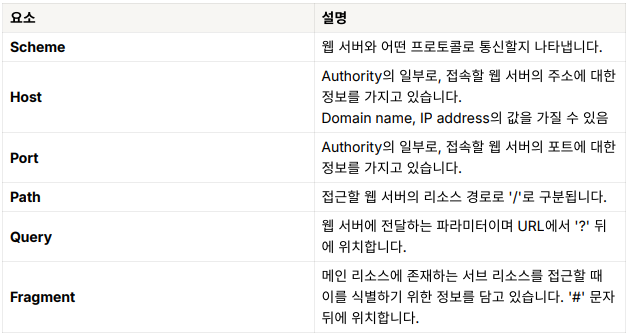 요소
설명
Scheme
웹 서버와 어떤 프로토콜로 통신할지 나타냅니다.
Host
Authority의 일부로, 접속할 웹 서버의 주소에 대한
정보를 가지고 있습니다.
Domain name, IP address의 값을 가질 수 있음
Port
Authority의 일부로, 접속할 웹 서버의 포트에 대한
정보를 가지고 있습니다.
Path
접근할 웹 서버의 리소스 경로로 '/'로 구분됩니다.
Query
웹 서버에 전달하는 파라미터이며 URL에서 '?' 뒤
에 위치합니다.
Fragment
메인 리소스에 존재하는 서브 리소스를 접근할 때
이를 식별하기 위한 정보를 담고 있습니다. '#' 문자
뒤에 위치합니다.